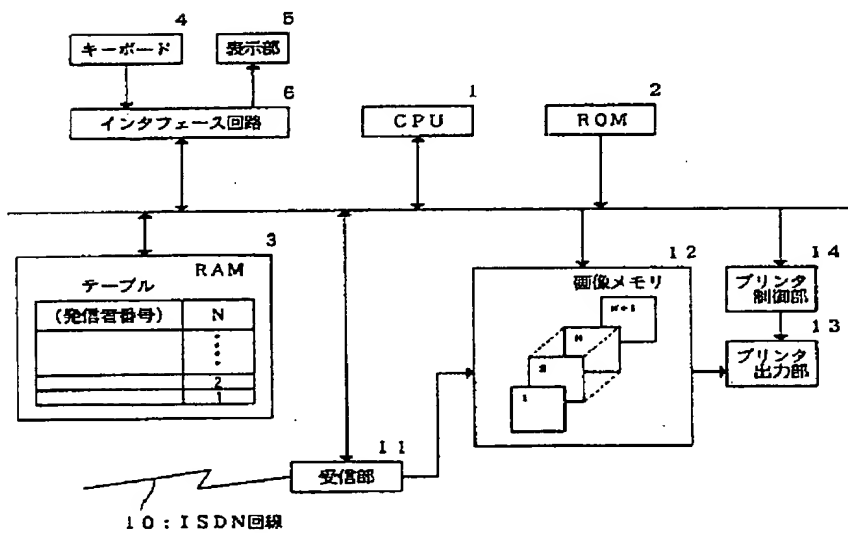 4
5
キーボード
表示部
6
インタフェース回路
1
CPU
2
ROM
3
RAM
テーブル
(発信者番号)
N
2
1
12
画像メモリ
N+1
N
2
1
14
プリンタ
制御部
13
プリンタ
出力部
11
受信部
10:ISDN回線